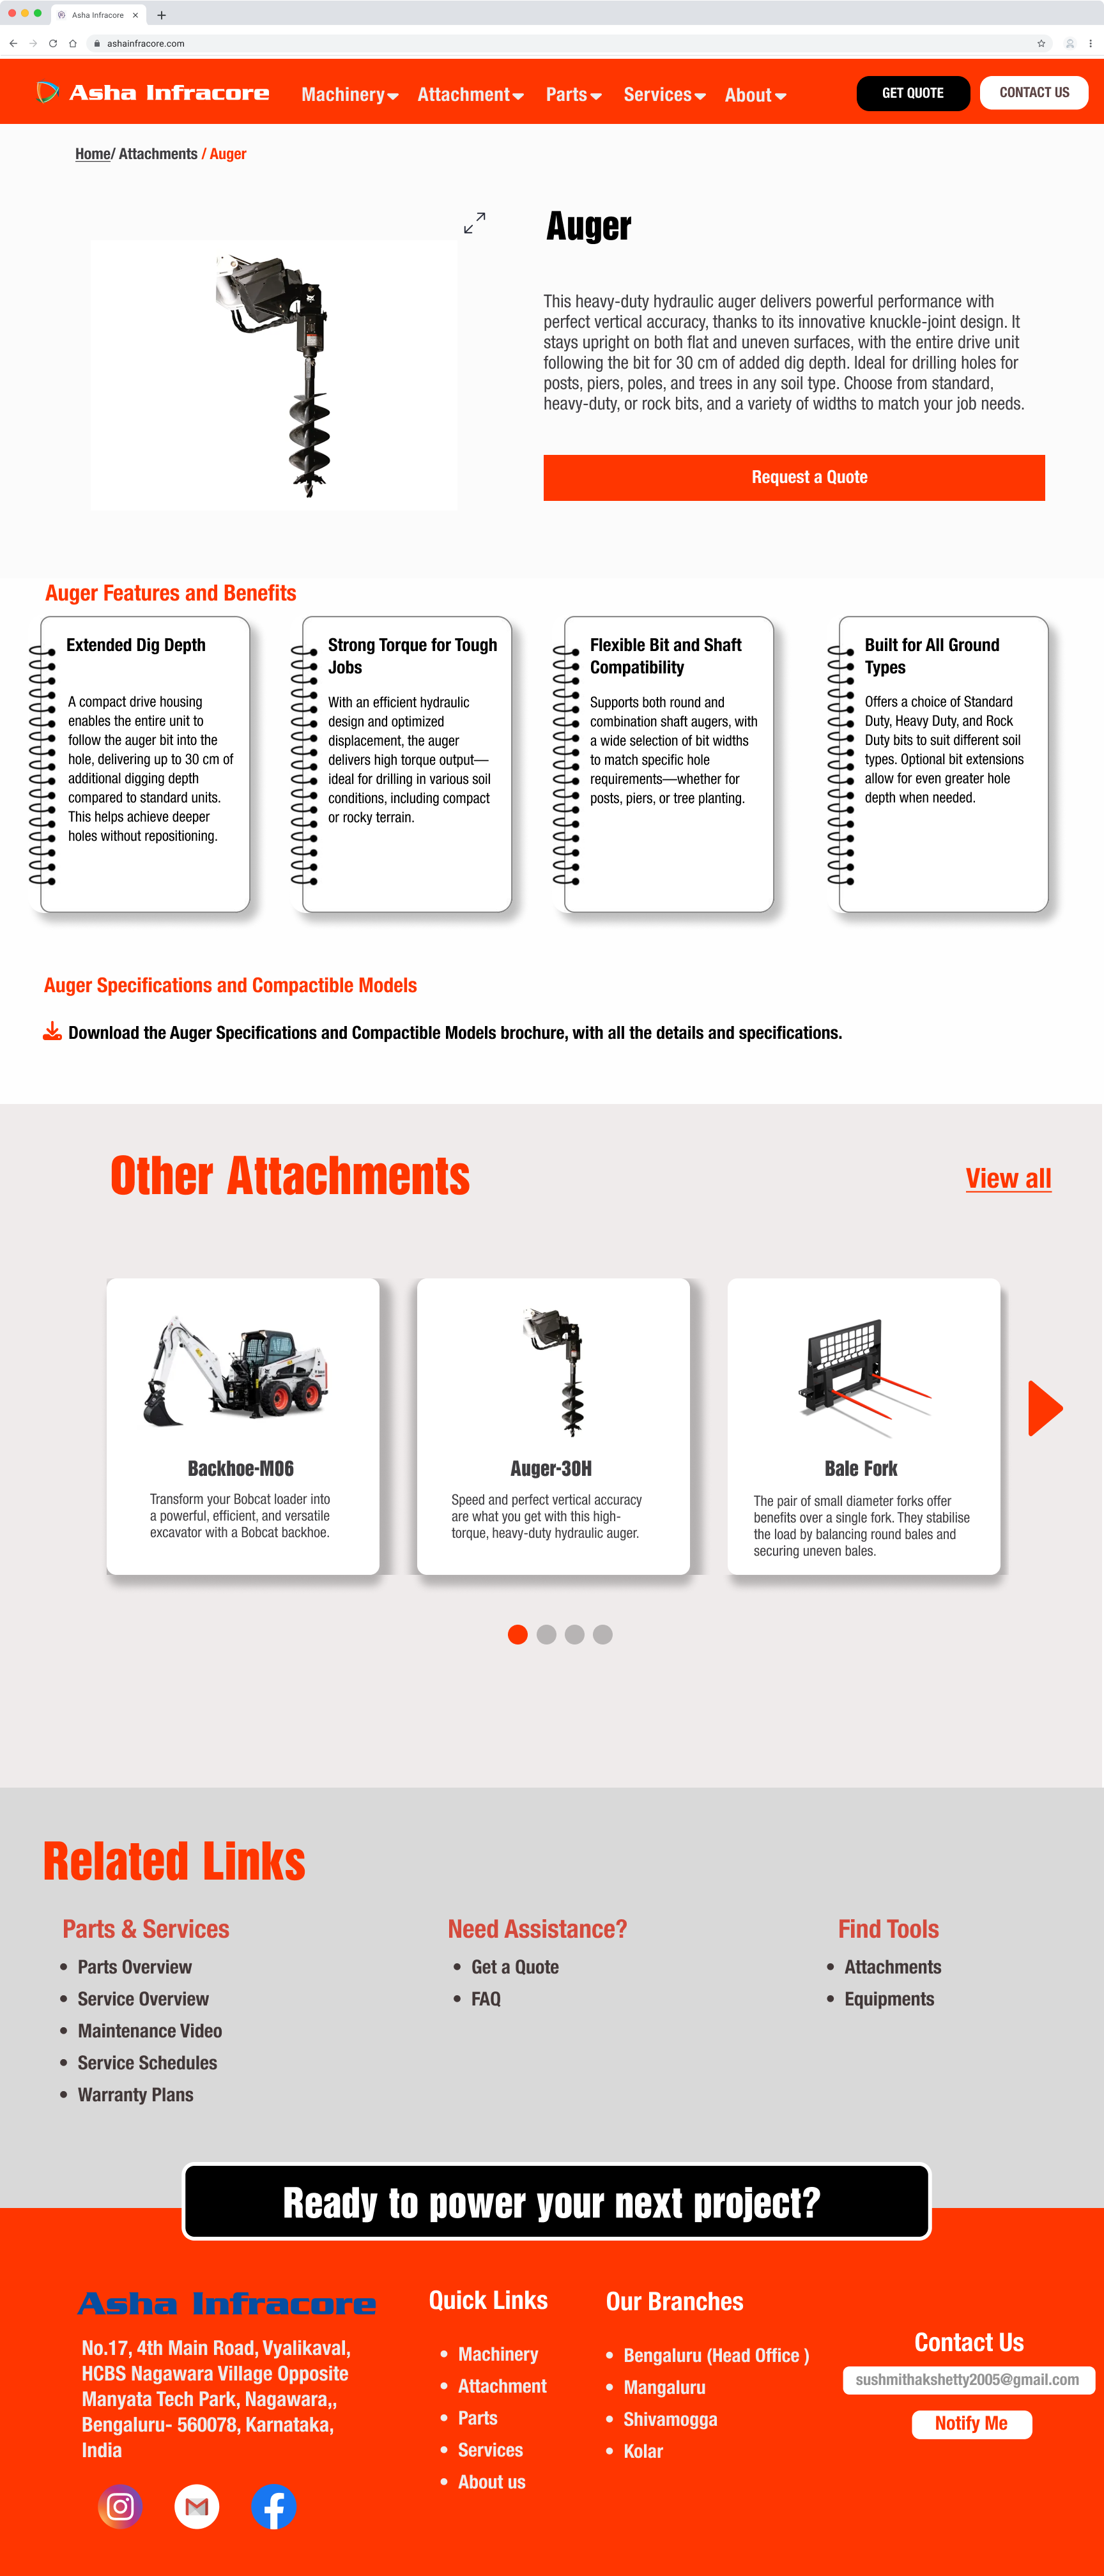 Asha Infracore
ashainfracore.com
Asha Infracore
Machinery
Attachment
Parts
Services
About
GET QUOTE
CONTACT US
Home/ Attachments / Auger
Auger
This heavy-duty hydraulic auger delivers powerful performance with
perfect vertical accuracy, thanks to its innovative knuckle-joint design. It
stays upright on both flat and uneven surfaces, with the entire drive unit
following the bit for 30 cm of added dig depth. Ideal for drilling holes for
posts, piers, poles, and trees in any soil type. Choose from standard,
heavy-duty, or rock bits, and a variety of widths to match your job needs.
Request a Quote
Auger Features and Benefits
Extended Dig Depth
A compact drive housing
enables the entire unit to
follow the auger bit into the
hole, delivering up to 30 cm of
additional digging depth
compared to standard units.
This helps achieve deeper
holes without repositioning.
Strong Torque for Tough
Jobs
With an efficient hydraulic
design and optimized
displacement, the auger
delivers high torque output—
ideal for drilling in various soil
conditions, including compact
or rocky terrain.
Flexible Bit and Shaft
Compatibility
Supports both round and
combination shaft augers, with
a wide selection of bit widths
to match specific hole
requirements—whether for
posts, piers, or tree planting.
Built for All Ground
Types
Offers a choice of Standard
Duty, Heavy Duty, and Rock
Duty bits to suit different soil
types. Optional bit extensions
allow for even greater hole
depth when needed.
Auger Specifications and Compactible Models
Download the Auger Specifications and Compactible Models brochure, with all the details and specifications.
Other Attachments
View all
Backhoe-M06
Transform your Bobcat loader into
a powerful, efficient, and versatile
excavator with a Bobcat backhoe.
Auger-30H
Speed and perfect vertical accuracy
are what you get with this high-
torque, heavy-duty hydraulic auger.
Bale Fork
The pair of small diameter forks offer
benefits over a single fork. They stabilise
the load by balancing round bales and
securing uneven bales.
Related Links
Parts & Services
• Parts Overview
• Service Overview
• Maintenance Video
• Service Schedules
• Warranty Plans
Need Assistance?
• Get a Quote
• FAQ
Find Tools
• Attachments
• Equipments
Ready to power your next project?
Asha Infracore
No.17, 4th Main Road, Vyalikaval,
HCBS Nagawara Village Opposite
Manyata Tech Park, Nagawara,,
Bengaluru- 560078, Karnataka,
India
Quick Links
• Machinery
• Attachment
• Parts
• Services
• About us
Our Branches
• Bengaluru (Head Office )
• Mangaluru
• Shivamogga
• Kolar
Contact Us
sushmithakshetty2005@gmail.com
Notify Me